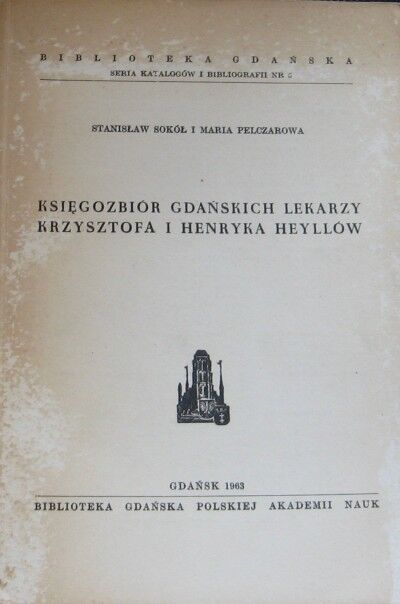 BIBLIOTEKA GDAŃSKA
SERIA KATALOGÓW I BIBLIOGRAFII NR
STANISŁAW SOKÓŁ I MARIA PELCZAROWA
KSIĘGOZBIÓR GDAŃSKICH LEKARZY
KRZYSZTOFA I HENRYKA HEYLLÓW
GDAŃSK 1963
BIBLIOTEKA GDAŃSKA POLSKIEJ AKADEMII NAUK